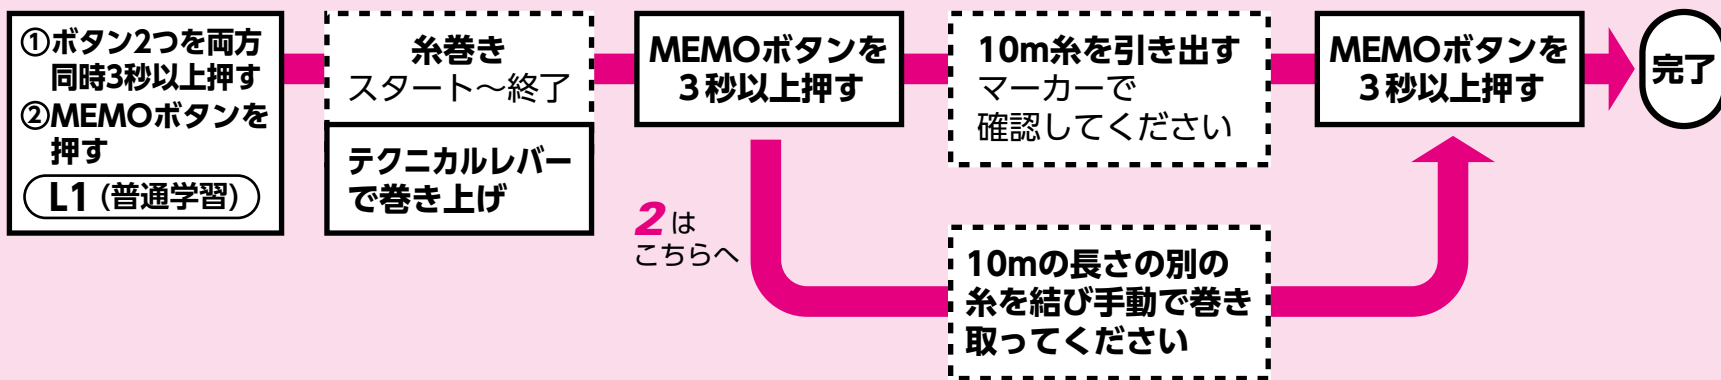 ①ボタン2つを両方
同時3秒以上押す
②MEMOボタンを
押す
L1 (普通学習)
糸巻き
スタート〜終了
テクニカルレバー
で巻き上げ
MEMOボタンを
3秒以上押す
2は
こちらへ
10m糸を引き出す
マーカーで
確認してください
10mの長さの別の
糸を結び手動で巻き
取ってください
MEMOボタンを
3秒以上押す
完了